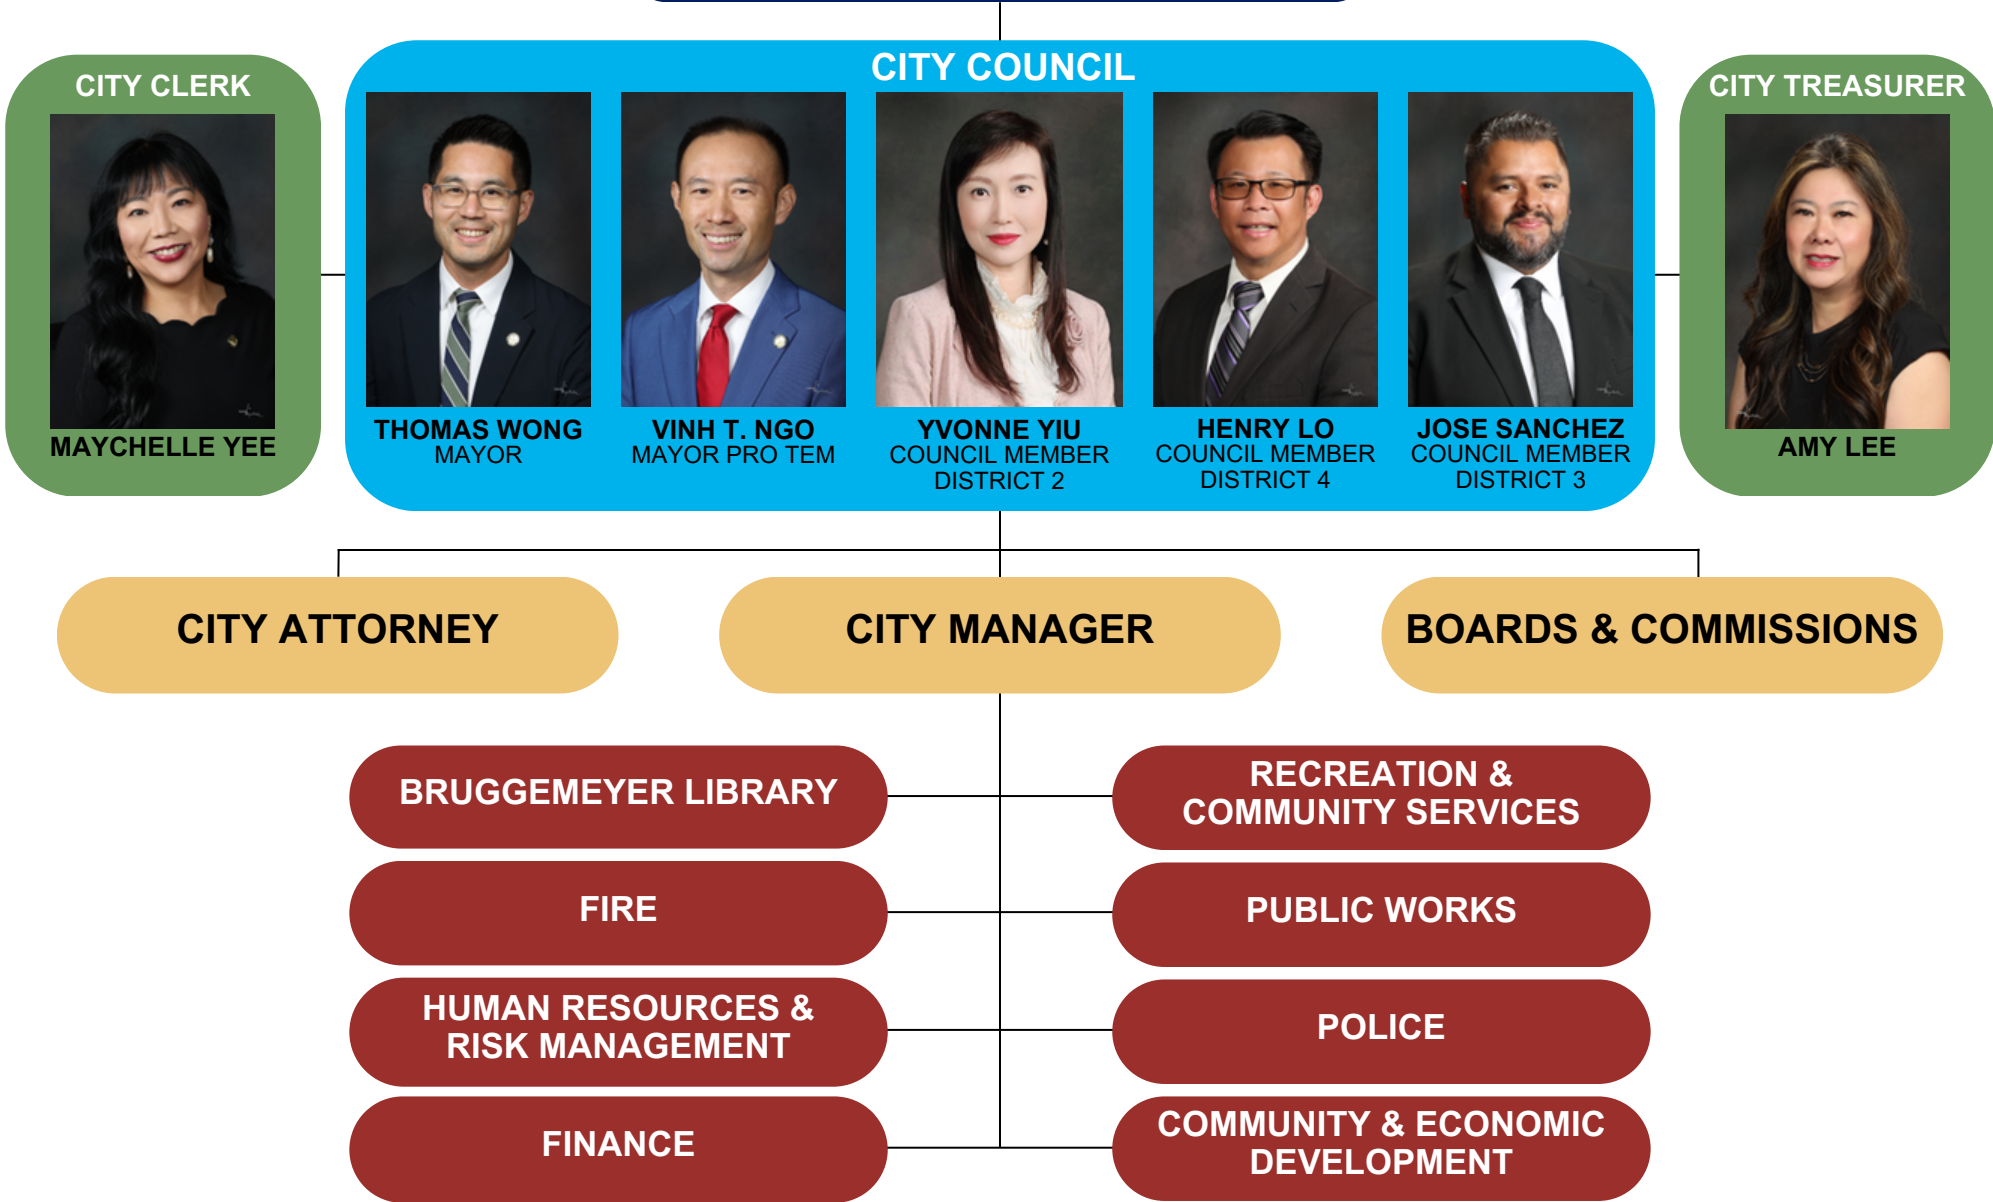 CITY CLERK
MAYCHELLE YEE
CITY COUNCIL
THOMAS WONG
MAYOR
VINH T. NGO
MAYOR PRO TEM
YVONNE YIU
COUNCIL MEMBER
DISTRICT 2
HENRY LO
COUNCIL MEMBER
DISTRICT 4
JOSE SANCHEZ
COUNCIL MEMBER
DISTRICT 3
CITY TREASURER
AMY LEE
CITY ATTORNEY
CITY MANAGER
BOARDS & COMMISSIONS
BRUGGEMEYER LIBRARY
RECREATION &
COMMUNITY SERVICES
FIRE
PUBLIC WORKS
HUMAN RESOURCES &
RISK MANAGEMENT
POLICE
FINANCE
COMMUNITY & ECONOMIC
DEVELOPMENT